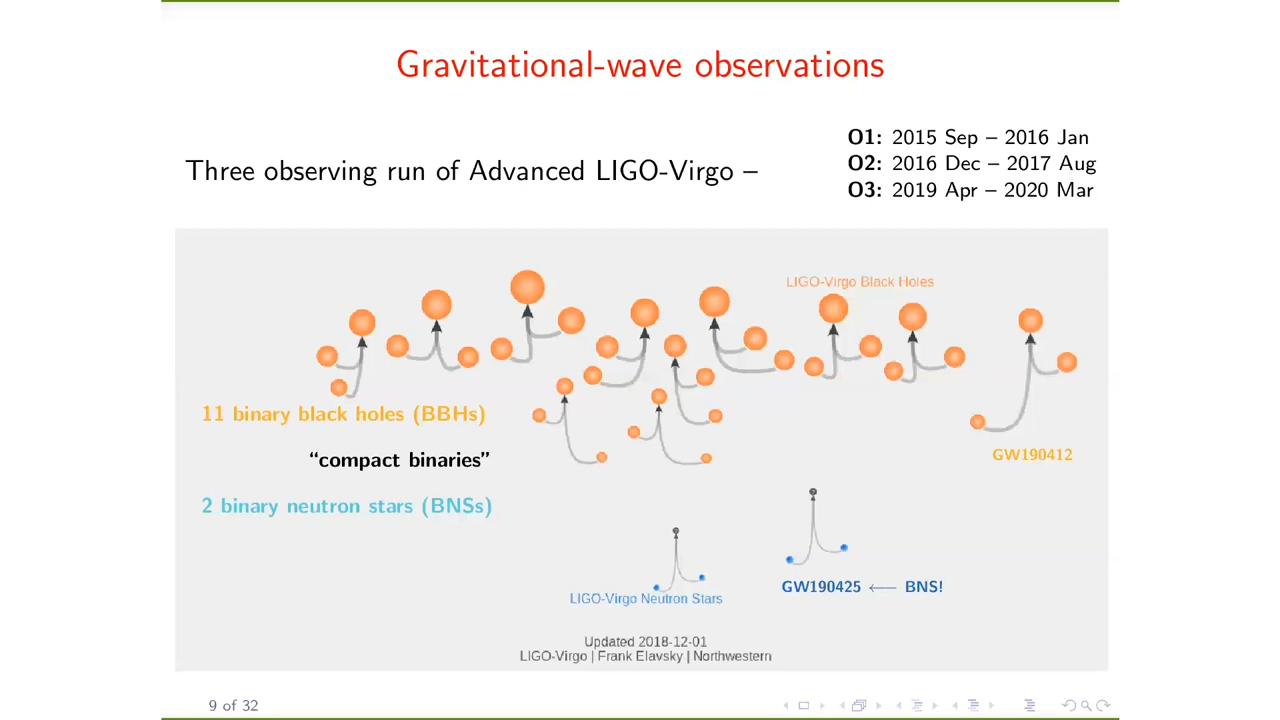 Gravitational-wave observations
Three observing run of Advanced LIGO-Virgo –
O1: 2015 Sep – 2016 Jan
O2: 2016 Dec – 2017 Aug
O3: 2019 Apr – 2020 Mar
LIGO-Virgo Black Holes
11 binary black holes (BBHs)
“compact binaries”
2 binary neutron stars (BNSs)
GW190412
GW190425 ⟵ BNS!
LIGO-Virgo Neutron Stars
Updated 2018-12-01
LIGO-Virgo | Frank Elavsky | Northwestern
9 of 32